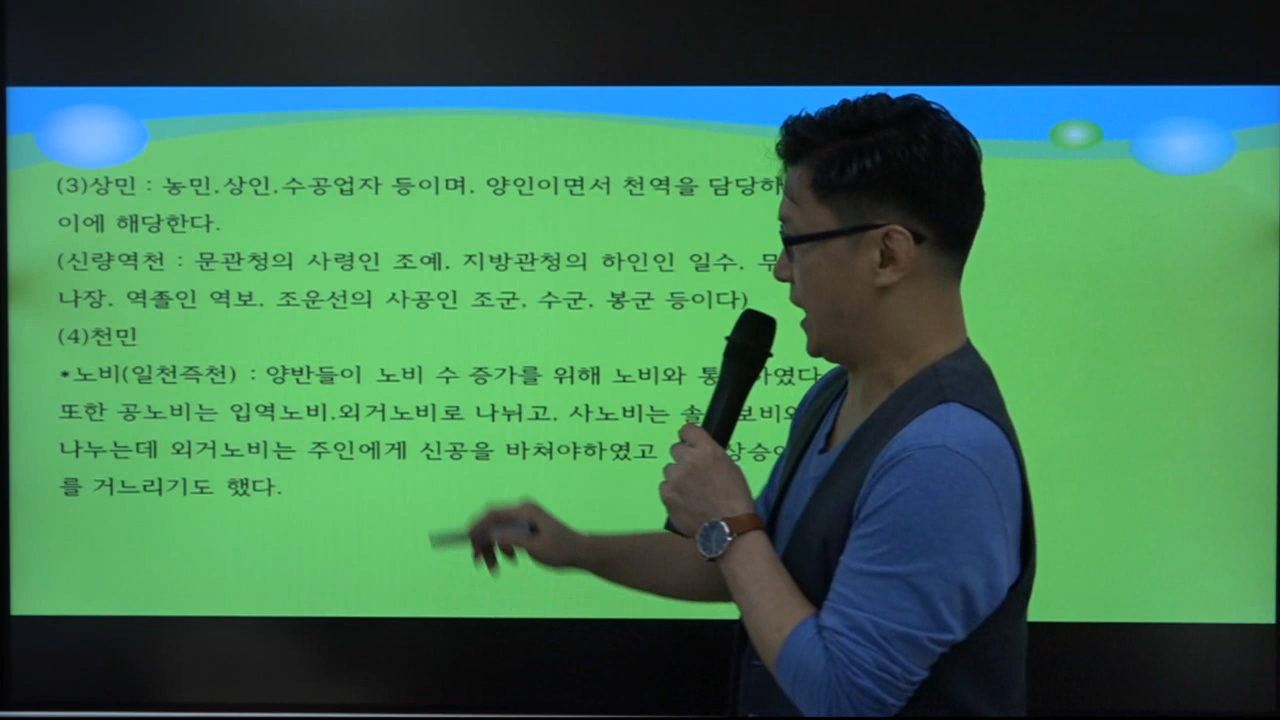 (3)상민 : 농민.상인.수공업자 등이며, 양인이면서 천역을
이에 해당한다.
(신량역천 : 문관청의 사령인 조예, 지방관청의 하인인 일수,
나장, 역졸인 역보, 조운선의 사공인 조군, 수군, 봉군 등이다)
(4)천민
*노비(일천즉천) : 양반들이 노비 수 증가를 위해 노비와
또한 공노비는 입역노비.외거노비로 나뉘고, 사노비는
나누는데 외거노비는 주인에게 신공을 바쳐야하였고
를 거느리기도 했다.